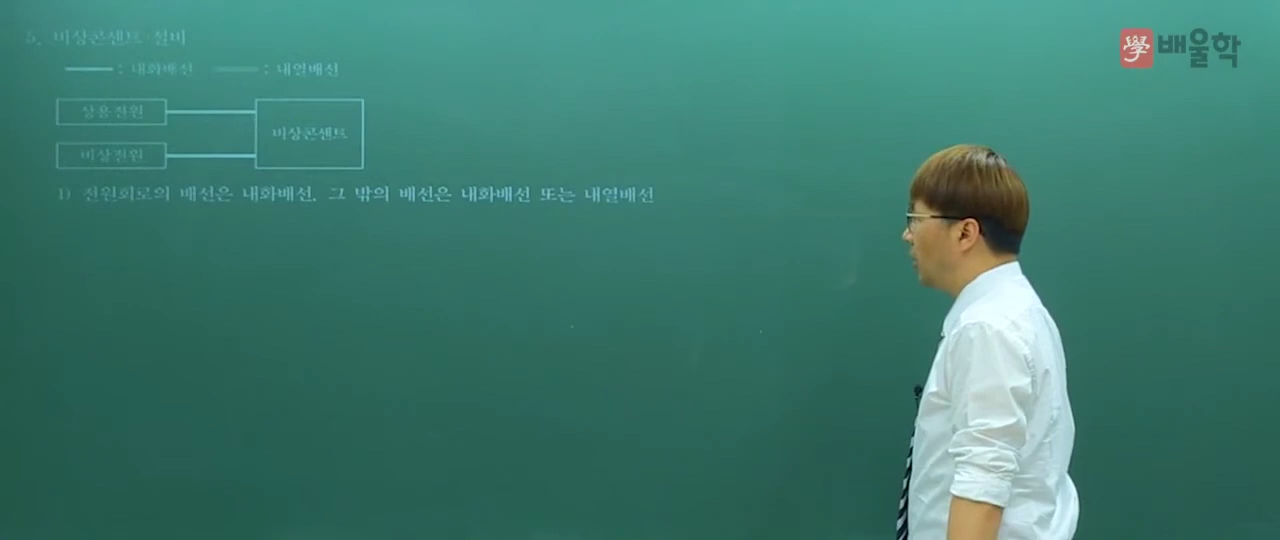 5. 비상콘센트 설비
: 내화배선 : 내열배선
상용전원
비상콘센트
비상전원
1) 전원회로의 배선은 내화배선, 그 밖의 배선은 내화배선 또는 내열배선
學 배울학